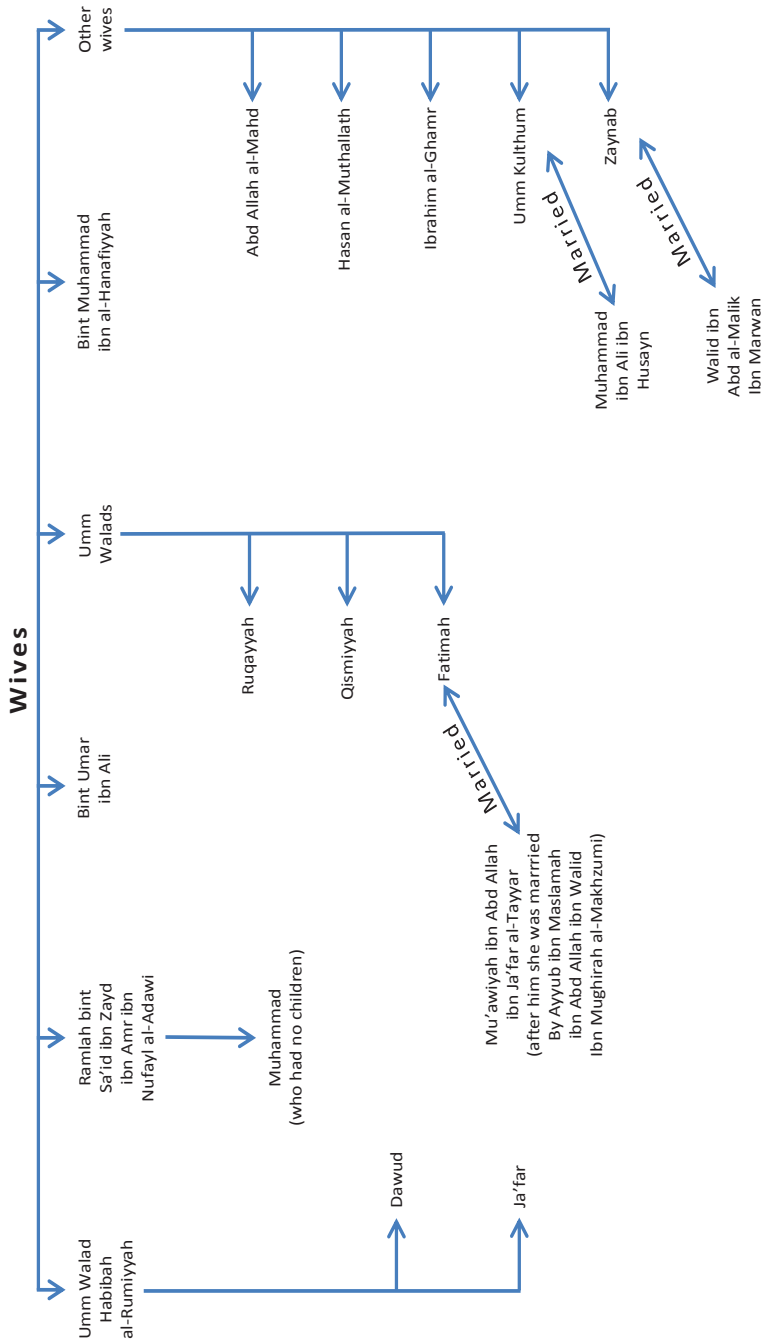 Wives
Umm Walad
Habibah
al-Rumiyyah
Ramlah bint
Sa'id ibn Zayd
ibn Amr ibn
Nufayl al-Adawi
Bint Umar
ibn Ali
Umm
Walads
Bint Muhammad
ibn al-Hanafiyyah
Other
wives
Dawud
Ja'far
Muhammad
(who had no children)
Ruqayyah
Qismiyyah
Fatimah
Married
Mu'awiyah ibn Abd Allah
ibn Ja'far al-Tayyar
(after him she was marrried
By Ayyub ibn Maslamah
ibn Abd Allah ibn Walid
Ibn Mughirah al-Makhzumi)
Abd Allah al-Mahd
Hasan al-Muthallath
Ibrahim al-Ghamr
Umm Kulthum
Zaynab
Married
Muhammad
ibn Ali ibn
Husayn
Married
Walid ibn
Abd al-Malik
Ibn Marwan